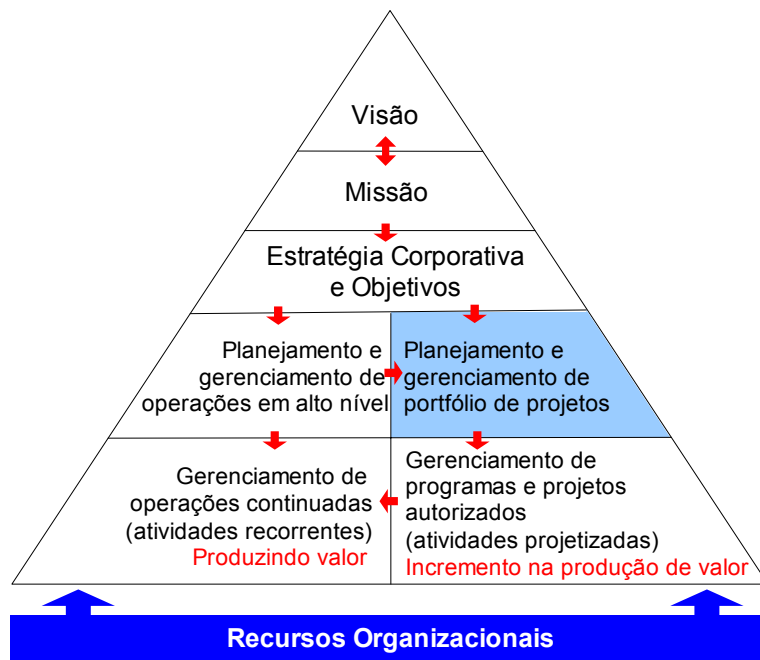 Visão
Missão
Estratégia Corporativa
e Objetivos
Planejamento e
gerenciamento de
operações em alto nível
Planejamento e
gerenciamento de
portfólio de projetos
Gerenciamento de
operações continuadas
(atividades recorrentes)
Produzindo valor
Gerenciamento de
programas e projetos
autorizados
(atividades projetizadas)
Incremento na produção de valor
Recursos Organizacionais